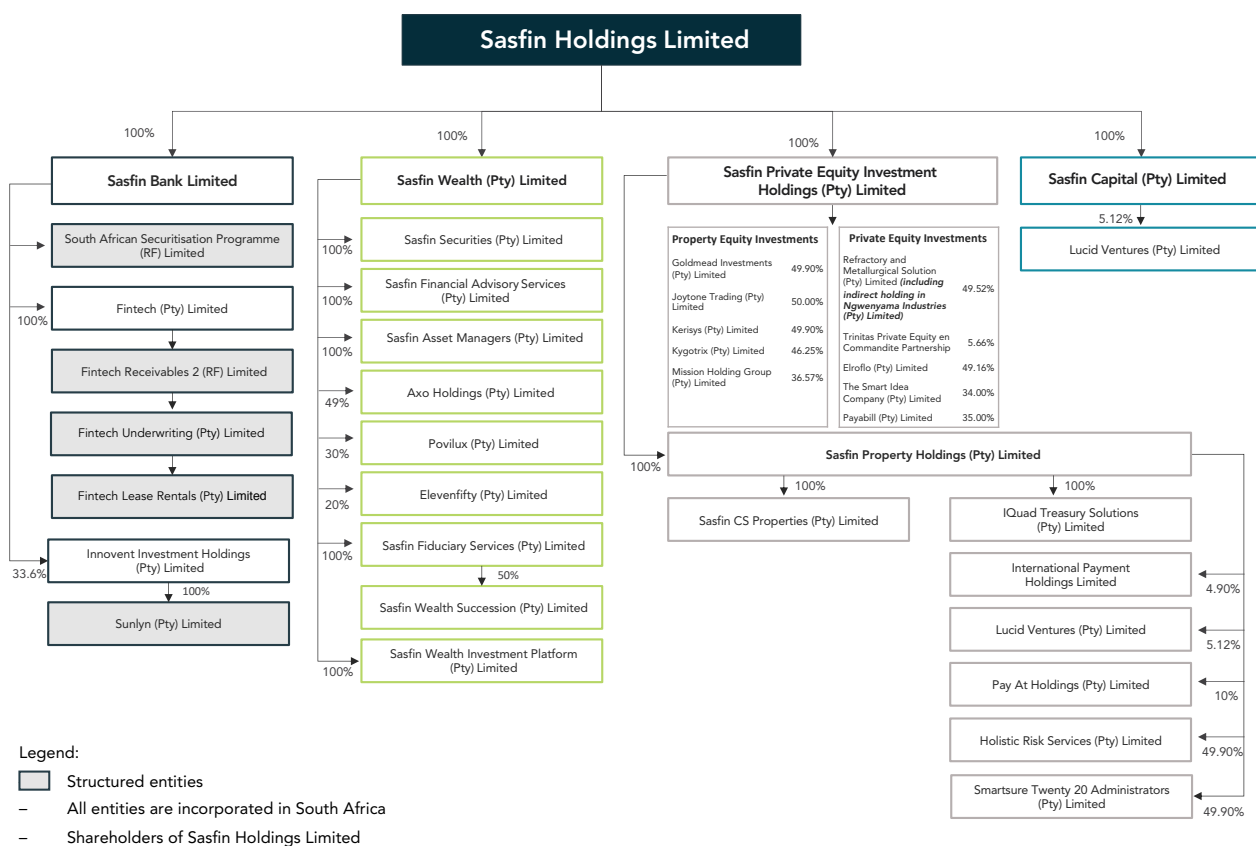 Sasfin Holdings Limited
100%
100%
100%
100%
Sasfin Bank Limited
South African Securitisation Programme
(RF) Limited
Fintech (Pty) Limited
100%
Fintech Receivables 2 (RF) Limited
Fintech Underwriting (Pty) Limited
Fintech Lease Rentals (Pty) Limited
Innovent Investment Holdings
(Pty) Limited
33.6%
100%
Sunlyn (Pty) Limited
Sasfin Wealth (Pty) Limited
Sasfin Securities (Pty) Limited
100%
Sasfin Financial Advisory Services
(Pty) Limited
100%
Sasfin Asset Managers (Pty) Limited
100%
Axo Holdings (Pty) Limited
49%
Povilux (Pty) Limited
30%
Elevenfifty (Pty) Limited
20%
Sasfin Fiduciary Services (Pty) Limited
100%
50%
Sasfin Wealth Succession (Pty) Limited
Sasfin Wealth Investment Platform
(Pty) Limited
100%
Sasfin Private Equity Investment
Holdings (Pty) Limited
Property Equity Investments
Goldmead Investments
(Pty) Limited
49.90%
Joytone Trading (Pty)
Limited
50.00%
Kerisys (Pty) Limited
49.90%
Kygotrix (Pty) Limited
46.25%
Mission Holding Group
(Pty) Limited
36.57%
Private Equity Investments
Refractory and
Metallurgical Solution
(Pty) Limited (including
indirect holding in
Ngwenyama Industries
(Pty) Limited)
49.52%
Trinitas Private Equity en
Commandite Partnership
5.66%
Elroflo (Pty) Limited
49.16%
The Smart Idea
Company (Pty) Limited
34.00%
Payabill (Pty) Limited
35.00%
Sasfin Property Holdings (Pty) Limited
100%
100%
100%
Sasfin CS Properties (Pty) Limited
IQuad Treasury Solutions
(Pty) Limited
International Payment
Holdings Limited
4.90%
Lucid Ventures (Pty) Limited
5.12%
Pay At Holdings (Pty) Limited
10%
Holistic Risk Services (Pty) Limited
49.90%
Smartsure Twenty 20 Administrators
(Pty) Limited
49.90%
Sasfin Capital (Pty) Limited
5.12%
Lucid Ventures (Pty) Limited
Legend:
Structured entities
– All entities are incorporated in South Africa
– Shareholders of Sasfin Holdings Limited